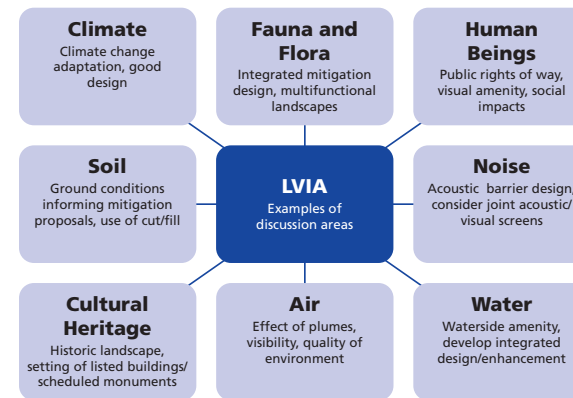 Climate
Climate change
adaptation, good
design
Fauna and
Flora
Integrated mitigation
design, multifunctional
landscapes
Human
Beings
Public rights of way,
visual amenity, social
impacts
Soil
Ground conditions
informing mitigation
proposals, use of cut/fill
LVIA
Examples of
discussion areas
Noise
Acoustic barrier design,
consider joint acoustic/
visual screens
Cultural
Heritage
Historic landscape,
setting of listed buildings/
scheduled monuments
Air
Effect of plumes,
visibility, quality of
environment
Water
Waterside amenity,
develop integrated
design/enhancement